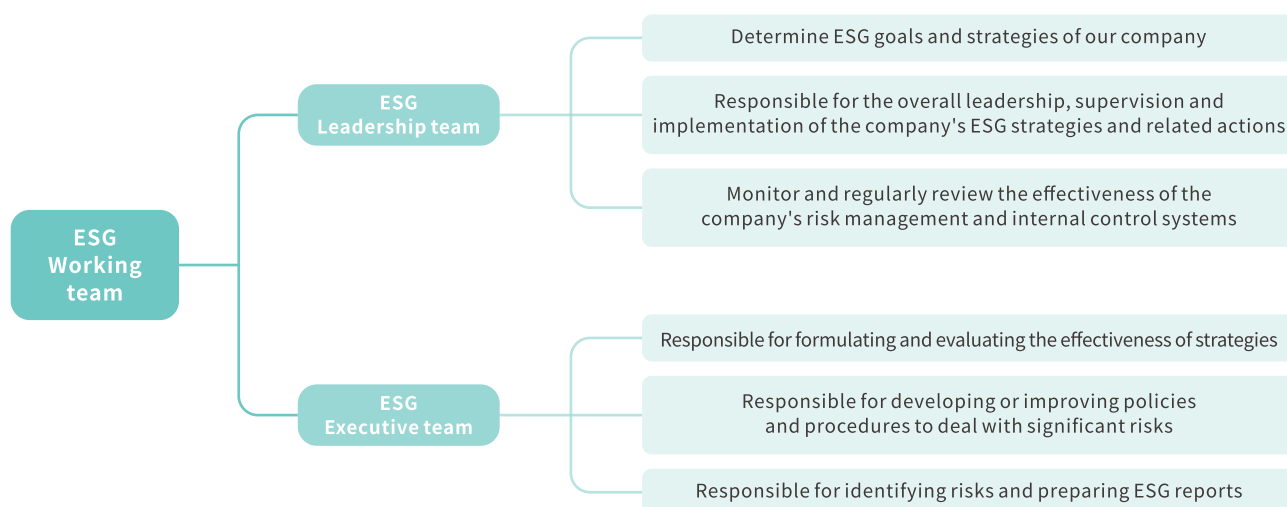 ESG
Working
team
ESG
Leadership team
Determine ESG goals and strategies of our company
Responsible for the overall leadership, supervision and
implementation of the company's ESG strategies and related actions
Monitor and regularly review the effectiveness of the
company's risk management and internal control systems
ESG
Executive team
Responsible for formulating and evaluating the effectiveness of strategies
Responsible for developing or improving policies
and procedures to deal with significant risks
Responsible for identifying risks and preparing ESG reports